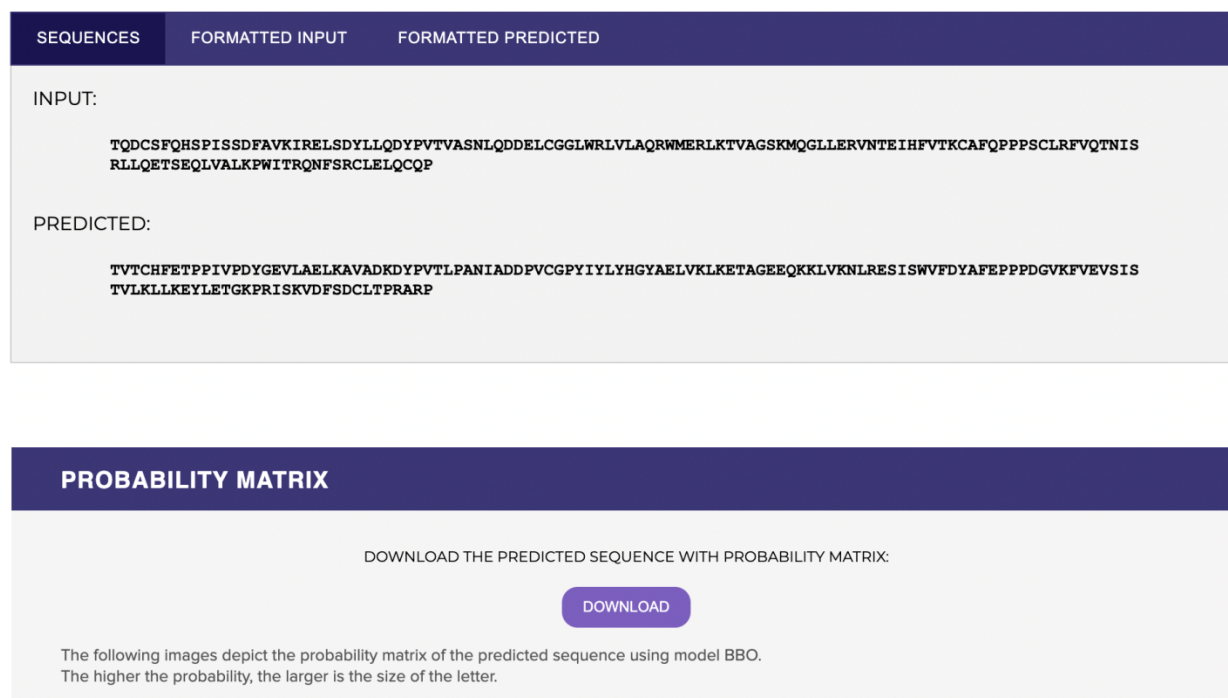 SEQUENCES FORMATTED INPUT FORMATTED PREDICTED
INPUT:
TQDCSFQHSPISSDFAVKIRELSDYLLQDYPVTVASNLQDDELCGGLWRLVLAQRWMERLKTVAGSKMQGLLERVNTEIHFVTKCAFQPPPSCLRFVQTNIS
RLLQETSEQLVALKPWITRQNFSRCLELQCQP
PREDICTED:
TVTCHFETPPIVPDYGEVLAELKAVADKDYPVTLPANIADDPVCGPYIYLYHGYAELVKLKETAGEEQKKLVKNLRESISWVFDYAFEPPPDGVKFVEVSIS
TVLKLLKEYLETGKPRISKVDFSDCLTPRARP
PROBABILITY MATRIX
DOWNLOAD THE PREDICTED SEQUENCE WITH PROBABILITY MATRIX:
DOWNLOAD
The following images depict the probability matrix of the predicted sequence using model BBO.
The higher the probability, the larger is the size of the letter.